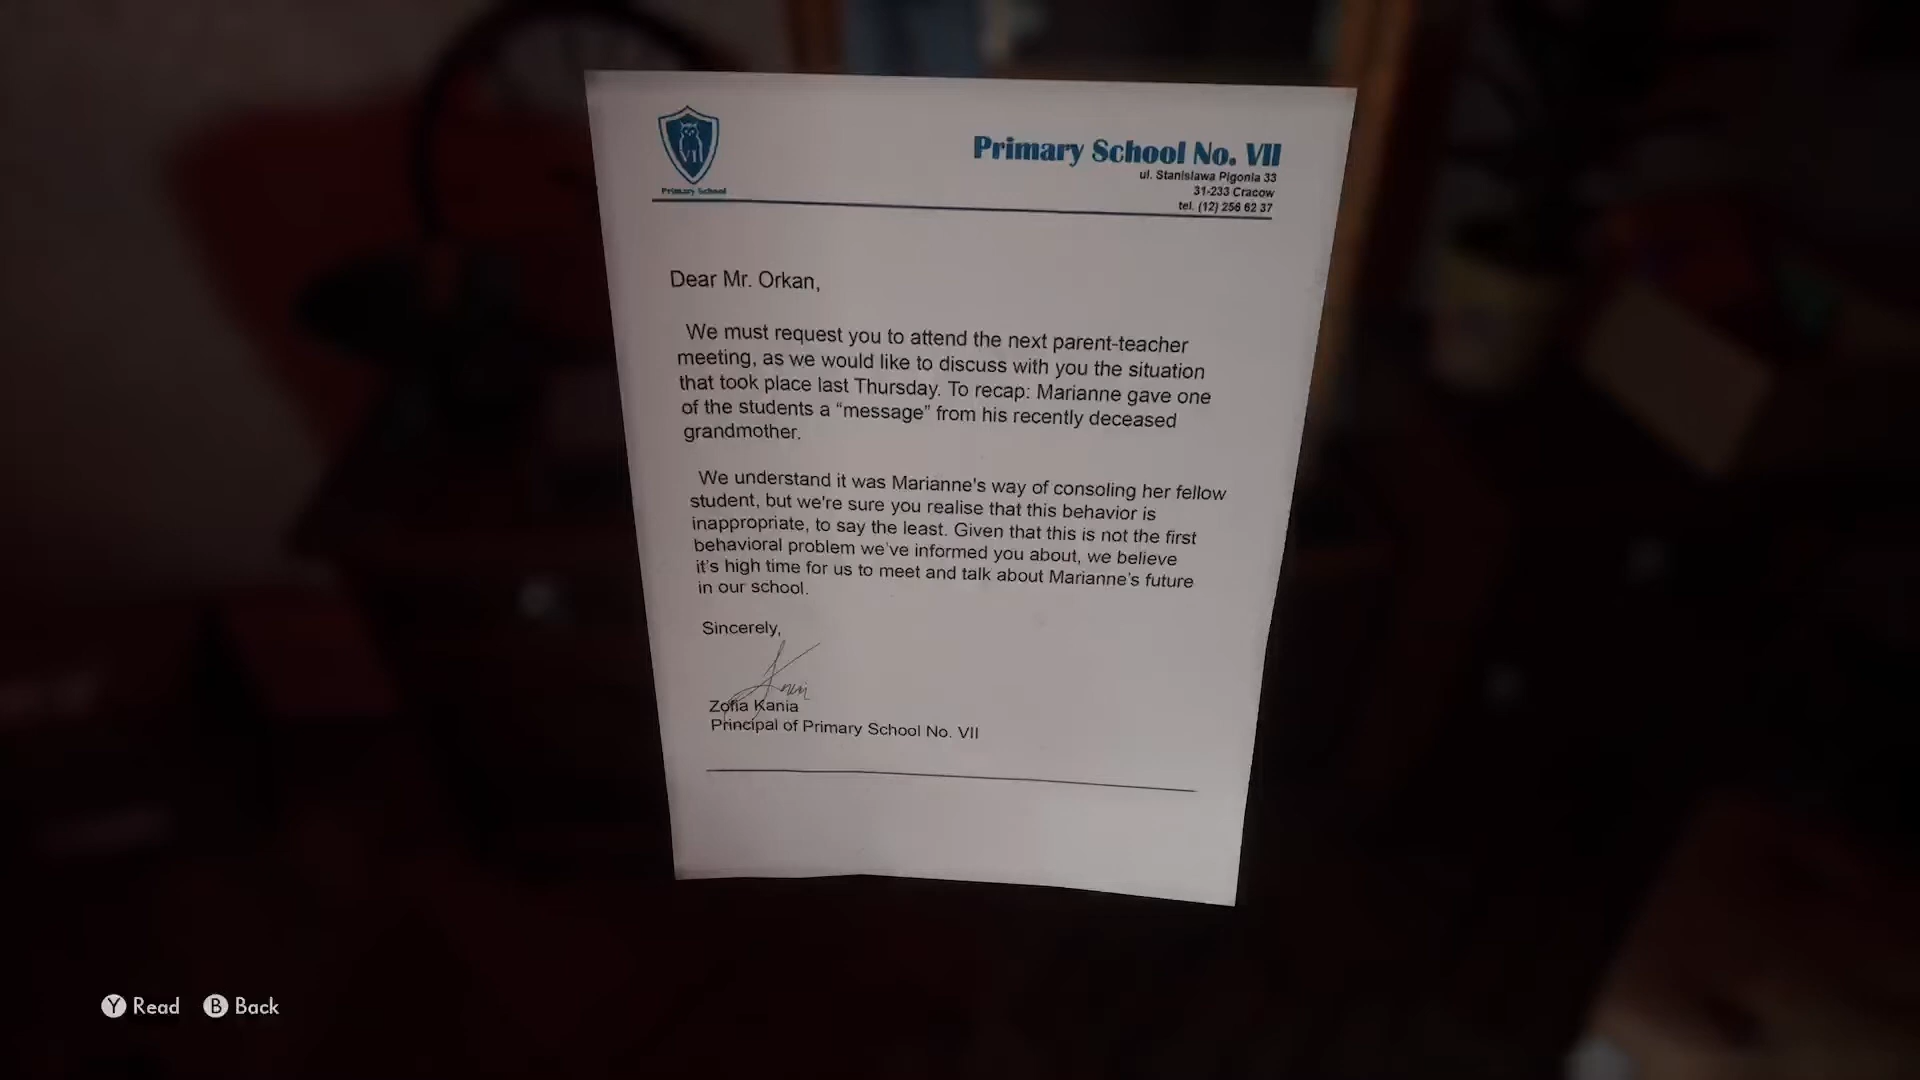 VII
Primary School
Primary School No. VII
ul. Stanislawa Pigonia 33
31-233 Cracow
tel. (12) 256 62 37
Dear Mr. Orkan,
We must request you to attend the next parent-teacher
meeting, as we would like to discuss with you the situation
that took place last Thursday. To recap: Marianne gave one
of the students a “message” from his recently deceased
grandmother.
We understand it was Marianne's way of consoling her fellow
student, but we're sure you realise that this behavior is
inappropriate, to say the least. Given that this is not the first
behavioral problem we've informed you about, we believe
it's high time for us to meet and talk about Marianne's future
in our school.
Sincerely,
Zofia Kania
Principal of Primary School No. VII
Y Read B Back